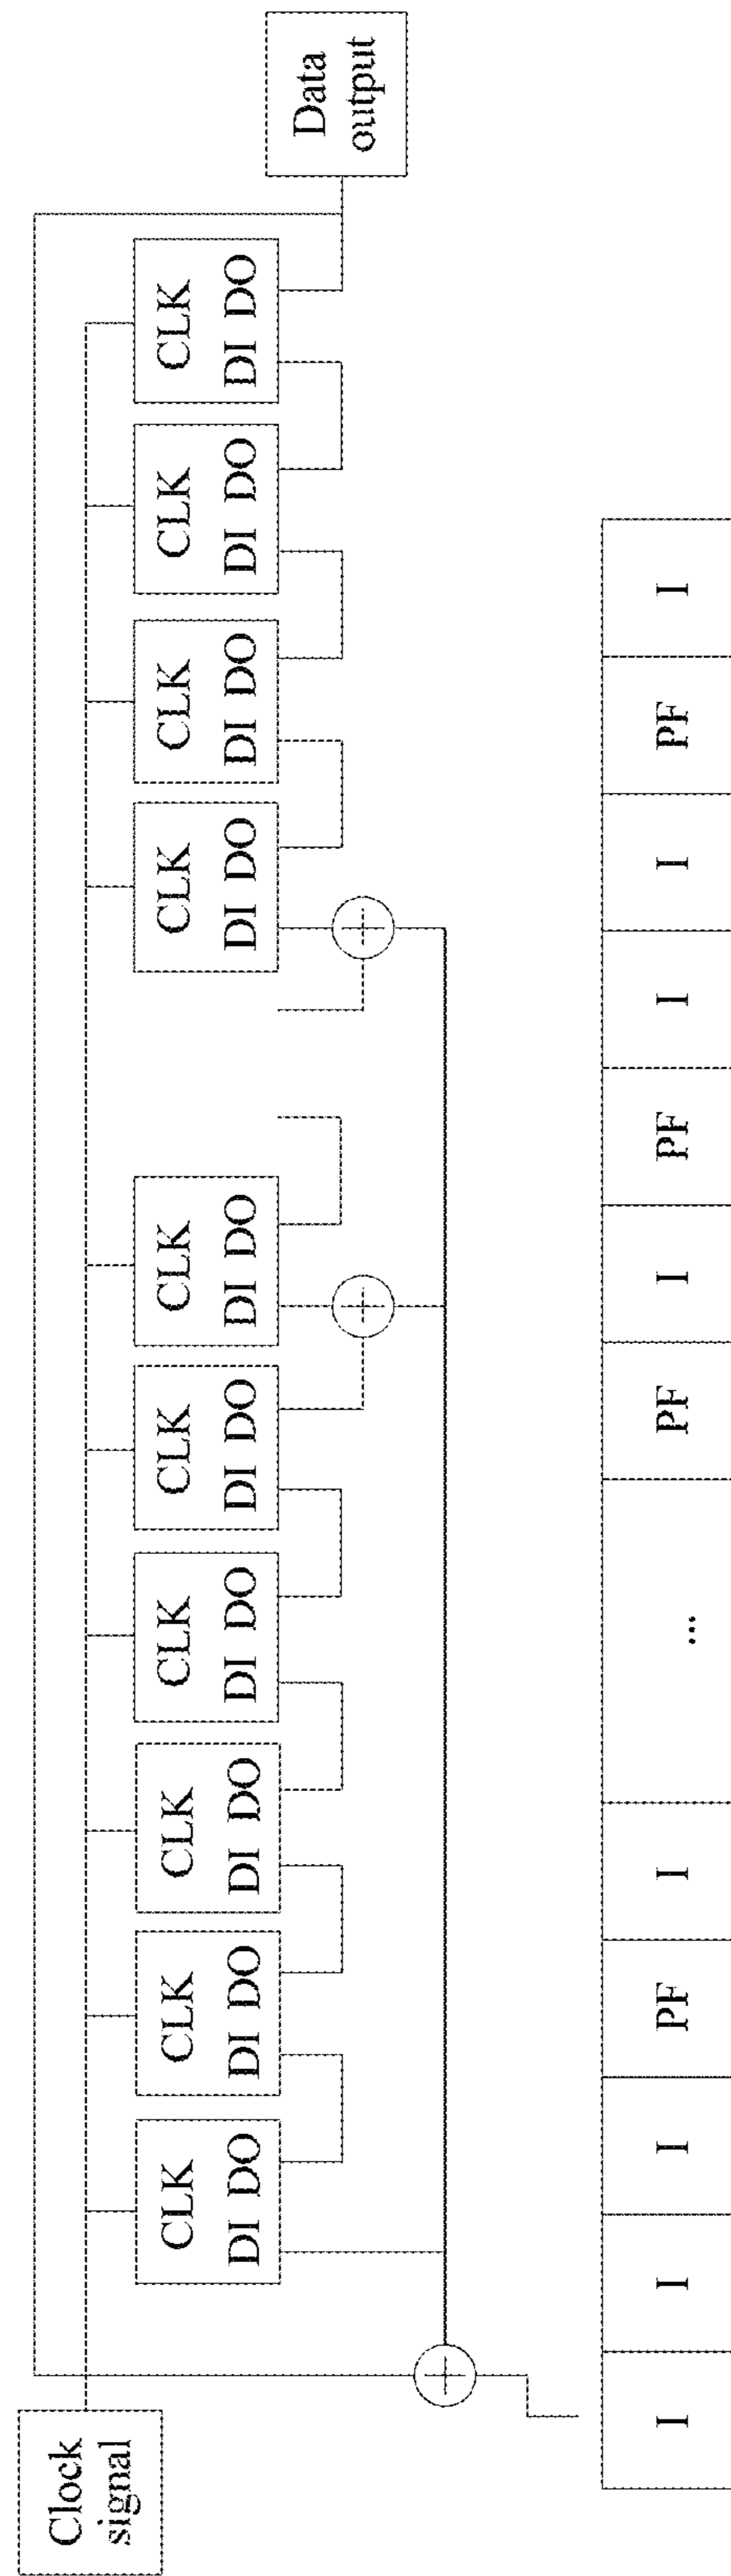 Clock
signal
CLK
DI DO
CLK
DI DO
CLK
DI DO
CLK
DI DO
CLK
DI DO
CLK
DI DO
CLK
DI DO
CLK
DI DO
CLK
DI DO
CLK
DI DO
Data
output
I I I PF I ... PF I PF I I PF I